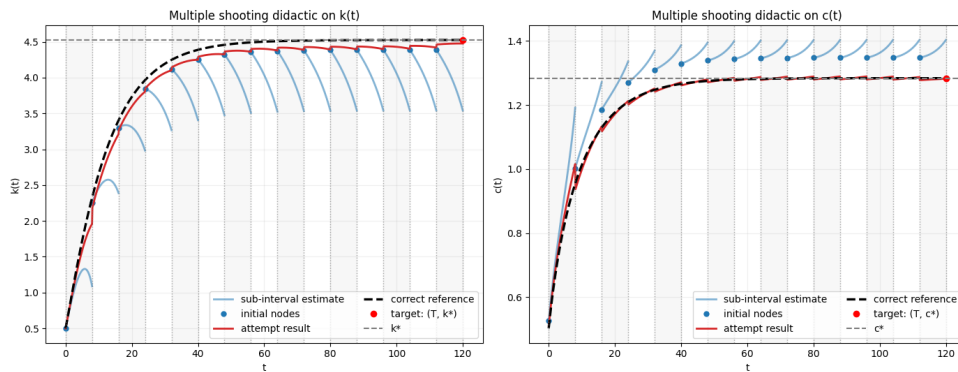 Multiple shooting didactic on k(t)
k(t)
4.5
4.0
3.5
3.0
2.5
2.0
1.5
1.0
0.5
0 20 40 60 80 100 120
t
sub-interval estimate
initial nodes
attempt result
correct reference
target: (T, k*)
k*
Multiple shooting didactic on c(t)
c(t)
1.4
1.2
1.0
0.8
0.6
0 20 40 60 80 100 120
t
sub-interval estimate
initial nodes
attempt result
correct reference
target: (T, c*)
c*